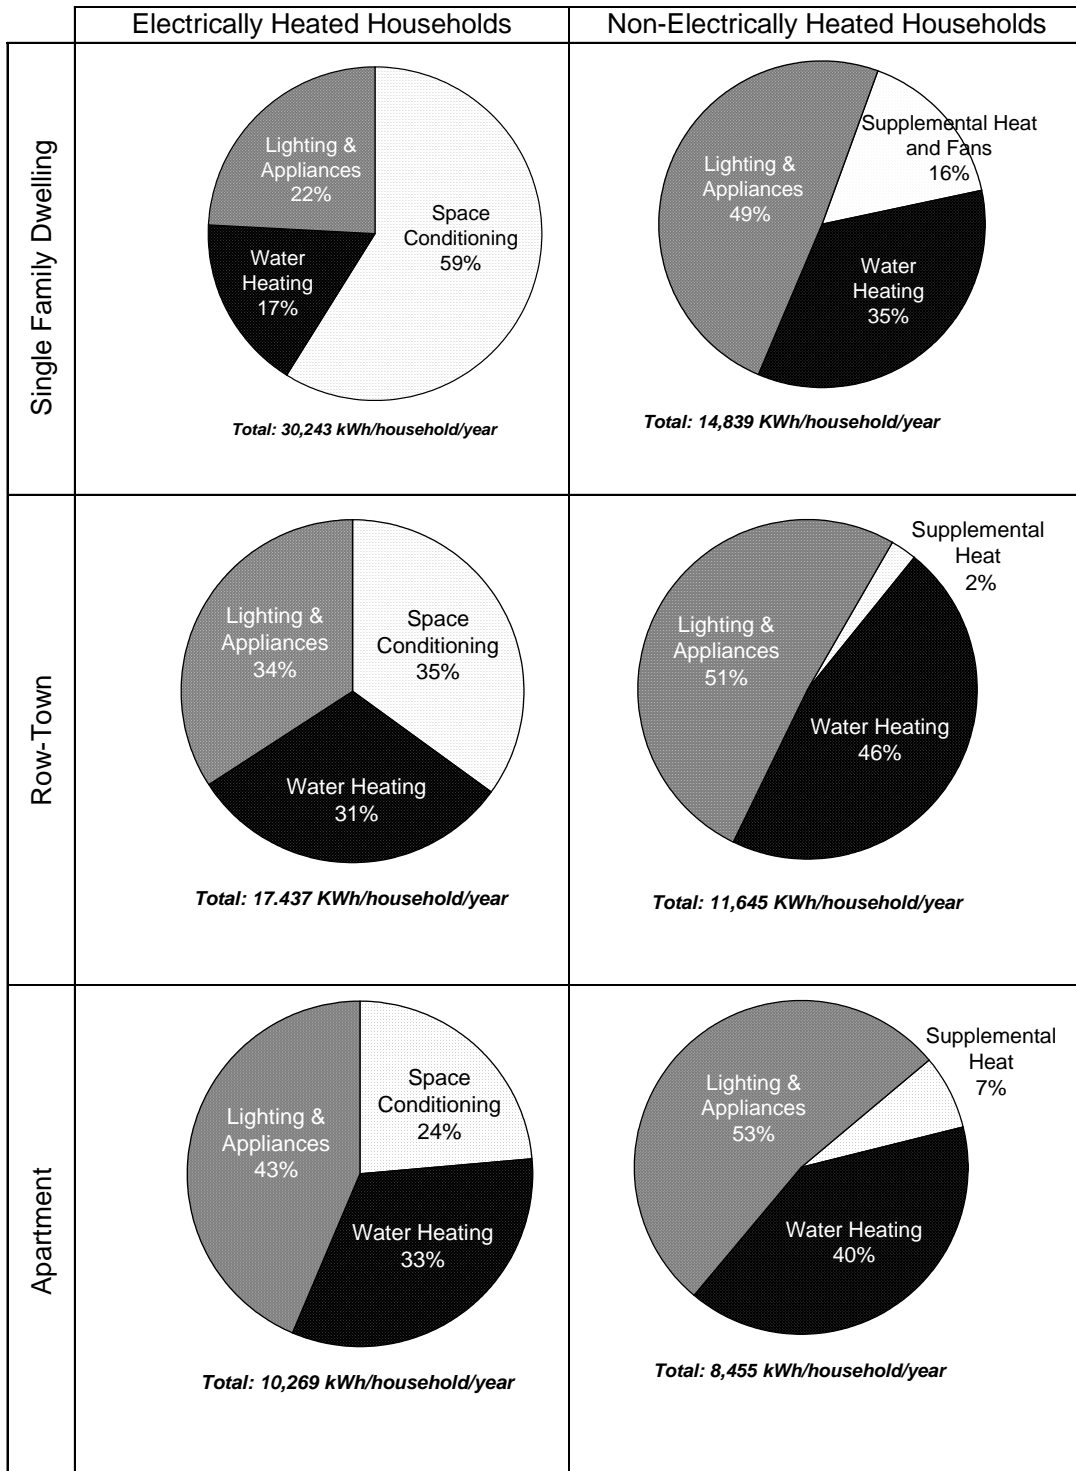 Electrically Heated Households
Non-Electrically Heated Households
Single Family Dwelling
Lighting &
Appliances
22%
Space
Conditioning
59%
Water
Heating
17%
Total: 30,243 kWh/household/year
Supplemental Heat
and Fans
16%
Lighting &
Appliances
49%
Water
Heating
35%
Total: 14,839 KWh/household/year
Row-Town
Lighting &
Appliances
34%
Space
Conditioning
35%
Water Heating
31%
Total: 17.437 KWh/household/year
Supplemental
Heat
2%
Lighting &
Appliances
51%
Water Heating
46%
Total: 11,645 KWh/household/year
Apartment
Space
Conditioning
24%
Lighting &
Appliances
43%
Water Heating
33%
Total: 10,269 kWh/household/year
Supplemental
Heat
7%
Lighting &
Appliances
53%
Water Heating
40%
Total: 8,455 kWh/household/year